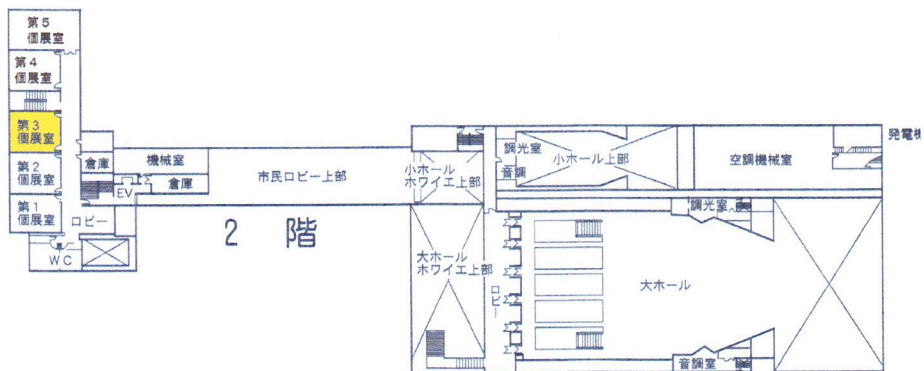 第5
個展室
第4
個展室
第3
個展室
第2
個展室
第1
個展室
倉庫
機械室
倉庫
EV
ロビー
WC
市民ロビー上部
2 階
小ホール
ホワイエ上部
大ホール
ホワイエ上部
ロビー
調光室
音調
小ホール上部
空調機械室
発電機
調光室
大ホール
音調室